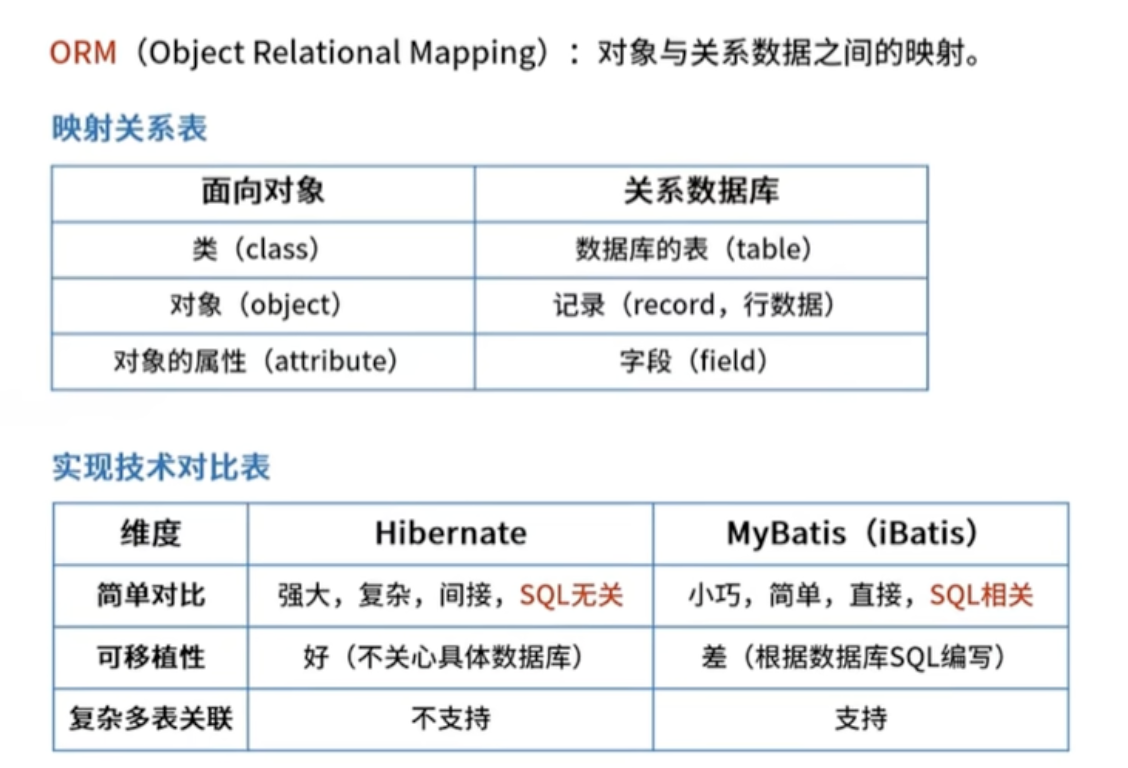 ORM（Object Relational Mapping）：对象与关系数据之间的映射。
映射关系表
面向对象 关系数据库
类（class） 数据库的表（table）
对象（object） 记录（record，行数据）
对象的属性（attribute） 字段（field）
实现技术对比表
维度 Hibernate MyBatis（iBatis）
简单对比 强大，复杂，间接，SQL无关 小巧，简单，直接，SQL相关
可移植性 好（不关心具体数据库） 差（根据数据库SQL编写）
复杂多表关联 不支持 支持